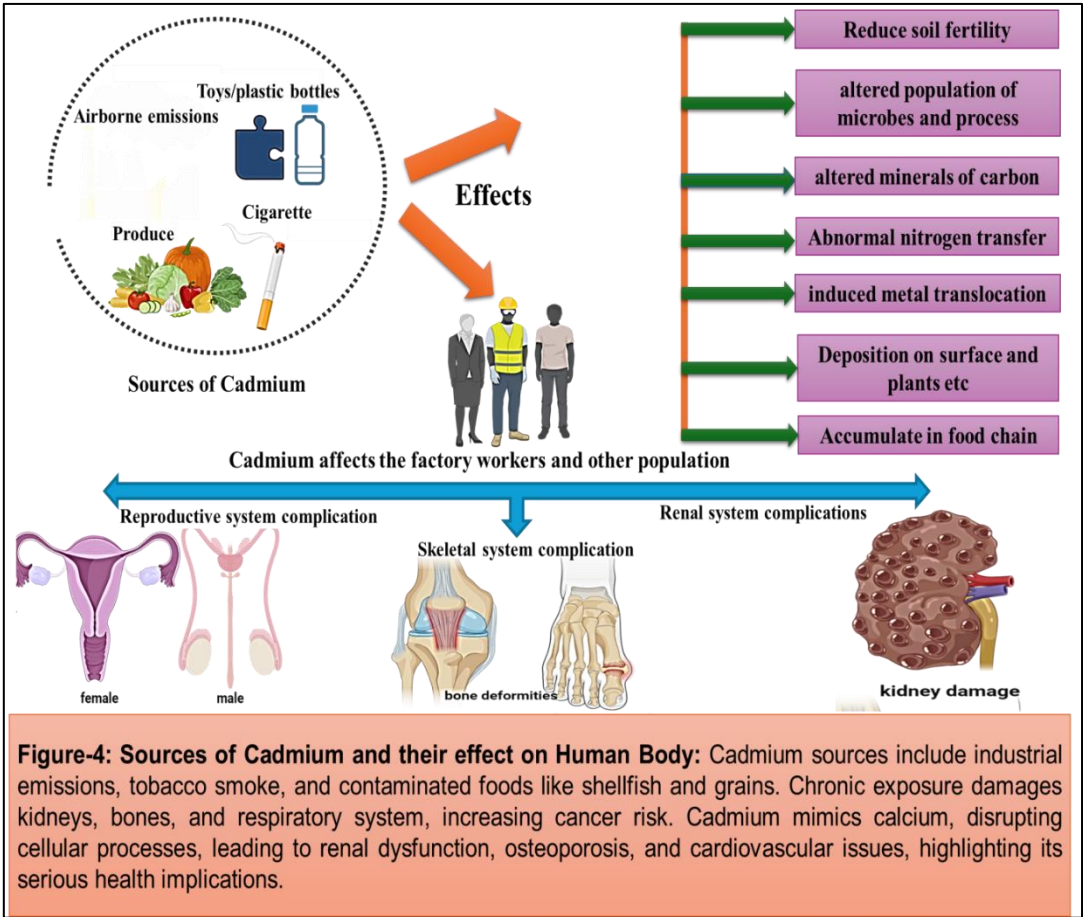 Toys/plastic bottles
Airborne emissions
Cigarette
Produce
Sources of Cadmium
Effects
Reduce soil fertility
altered population of
microbes and process
altered minerals of carbon
Abnormal nitrogen transfer
induced metal translocation
Deposition on surface and
plants etc
Accumulate in food chain
Cadmium affects the factory workers and other population
Reproductive system complication
Renal system complications
Skeletal system complication
female
male
bone deformities
kidney damage
Figure-4: Sources of Cadmium and their effect on Human Body: Cadmium sources include industrial
emissions, tobacco smoke, and contaminated foods like shellfish and grains. Chronic exposure damages
kidneys, bones, and respiratory system, increasing cancer risk. Cadmium mimics calcium, disrupting
cellular processes, leading to renal dysfunction, osteoporosis, and cardiovascular issues, highlighting its
serious health implications.